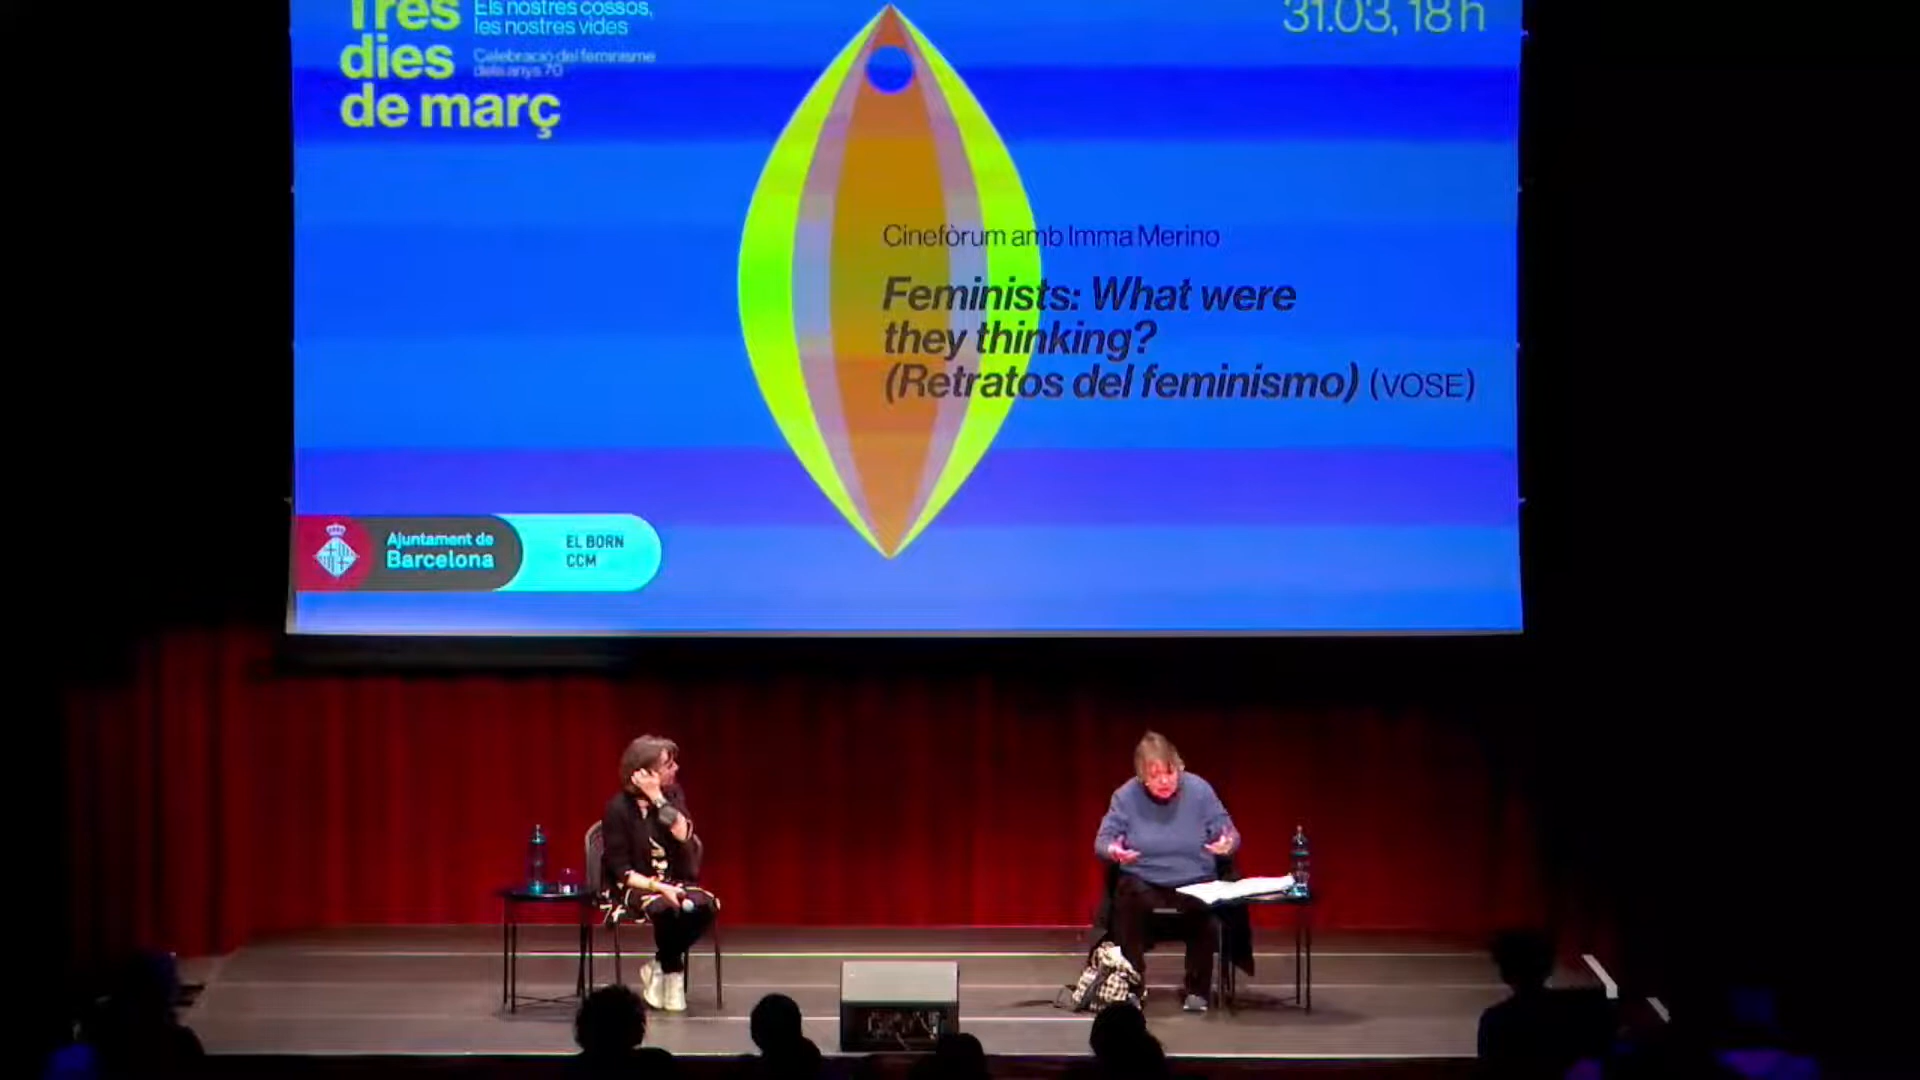 Tres
dies
de març
Els nostres cossos,
les nostres vides
Celebració del feminisme
dels anys 70
31.03, 18 h
Cinefòrum amb Imma Merino
Feminists: What were
they thinking?
(Retratos del feminismo) (VOSE)
Ajuntament de
Barcelona
EL BORN
CCM